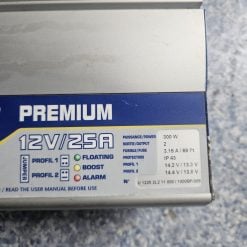 PREMIUM
12V/25A
JUMPER
PROFIL 1
PROFIL 2
FLOATING
BOOST
ALARM
PUISSANCE/POWER 300 W
SORTIE/OUTPUT 2
FUSIBLE/FUSE
PROTECTION IP 43
PROFIL 1 14.2 V / 13.3 V
PROFIL 2 14.4 V / 13.8 V
N°
/ READ THE USER MANUAL BEFORE USE